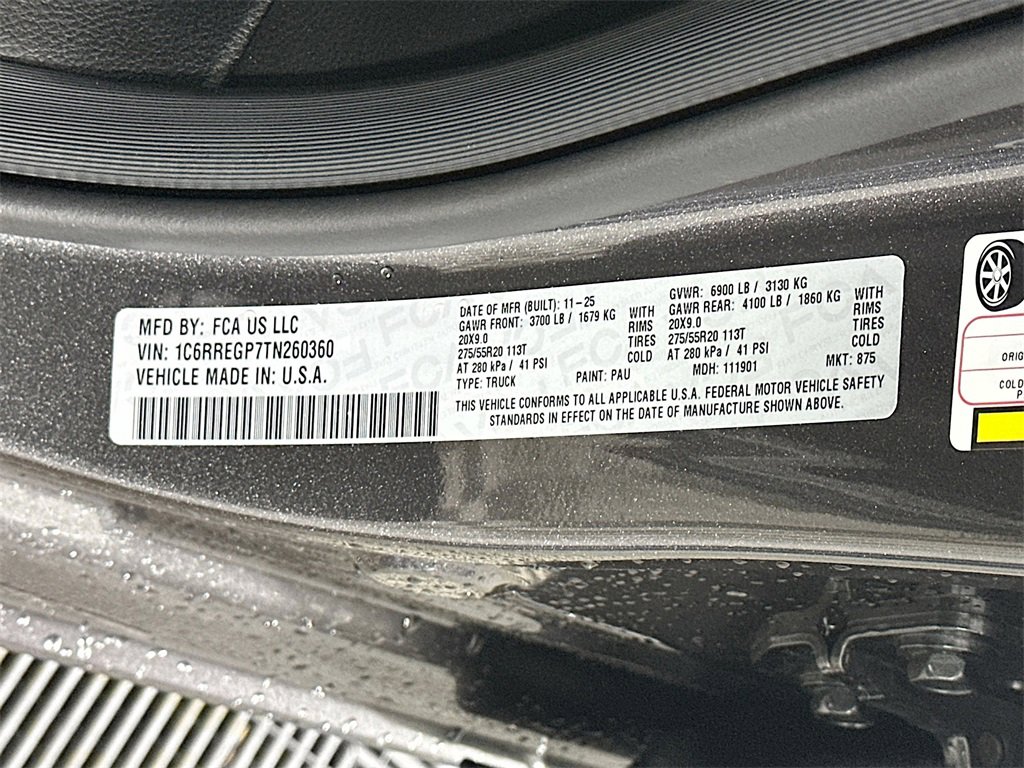 MFD BY: FCA US LLC
VIN: 1C6RREGP7TN260360
VEHICLE MADE IN: U.S.A.
DATE OF MFR (BUILT): 11-25
GAWR FRONT: 3700 LB / 1679 KG WITH
20X9.0 RIMS
275/55R20 113T TIRES
AT 280 kPa / 41 PSI COLD
TYPE: TRUCK PAINT: PAU
GVWR: 6900 LB / 3130 KG
GAWR REAR: 4100 LB / 1860 KG WITH
20X9.0 RIMS
275/55R20 113T TIRES
AT 280 kPa / 41 PSI COLD
MDH: 111901 MKT: 875
THIS VEHICLE CONFORMS TO ALL APPLICABLE U.S.A. FEDERAL MOTOR VEHICLE SAFETY
STANDARDS IN EFFECT ON THE DATE OF MANUFACTURE SHOWN ABOVE.
ORIG
COLD
P